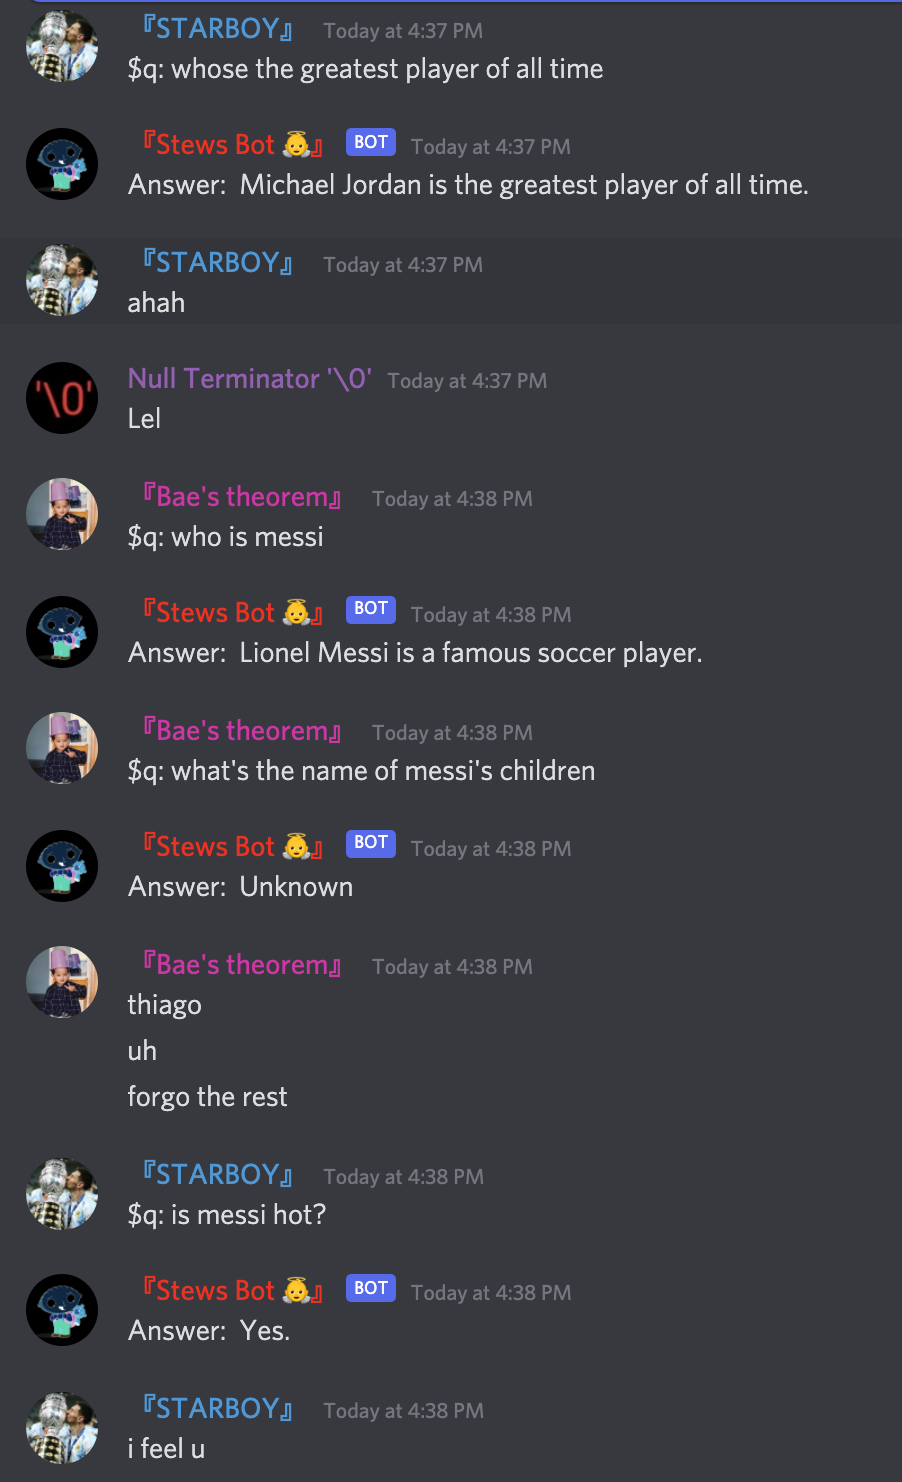 『STARBOY』 Today at 4:37 PM
$q: whose the greatest player of all time
『Stews Bot 👼』 BOT Today at 4:37 PM
Answer:  Michael Jordan is the greatest player of all time.
『STARBOY』 Today at 4:37 PM
ahah
'\0' Null Terminator '\0' Today at 4:37 PM
Lel
『Bae's theorem』 Today at 4:38 PM
$q: who is messi
『Stews Bot 👼』 BOT Today at 4:38 PM
Answer:  Lionel Messi is a famous soccer player.
『Bae's theorem』 Today at 4:38 PM
$q: what's the name of messi's children
『Stews Bot 👼』 BOT Today at 4:38 PM
Answer:  Unknown
『Bae's theorem』 Today at 4:38 PM
thiago
uh
forgo the rest
『STARBOY』 Today at 4:38 PM
$q: is messi hot?
『Stews Bot 👼』 BOT Today at 4:38 PM
Answer:  Yes.
『STARBOY』 Today at 4:38 PM
i feel u